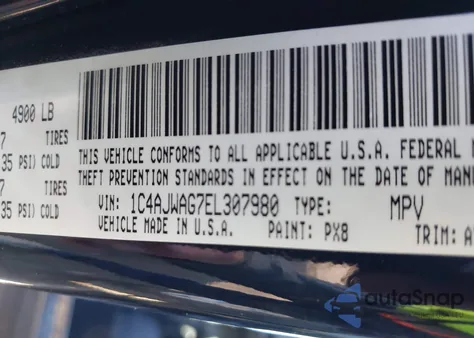 4900 LB
7 TIRES
35 PSI) COLD
7 TIRES
35 PSI) COLD
THIS VEHICLE CONFORMS TO ALL APPLICABLE U.S.A. FEDERAL M
THEFT PREVENTION STANDARDS IN EFFECT ON THE DATE OF MAN
VIN: 1C4AJWAG7EL307980 TYPE: MPV
VEHICLE MADE IN U.S.A. PAINT: PX8 TRIM: A
autoSnap